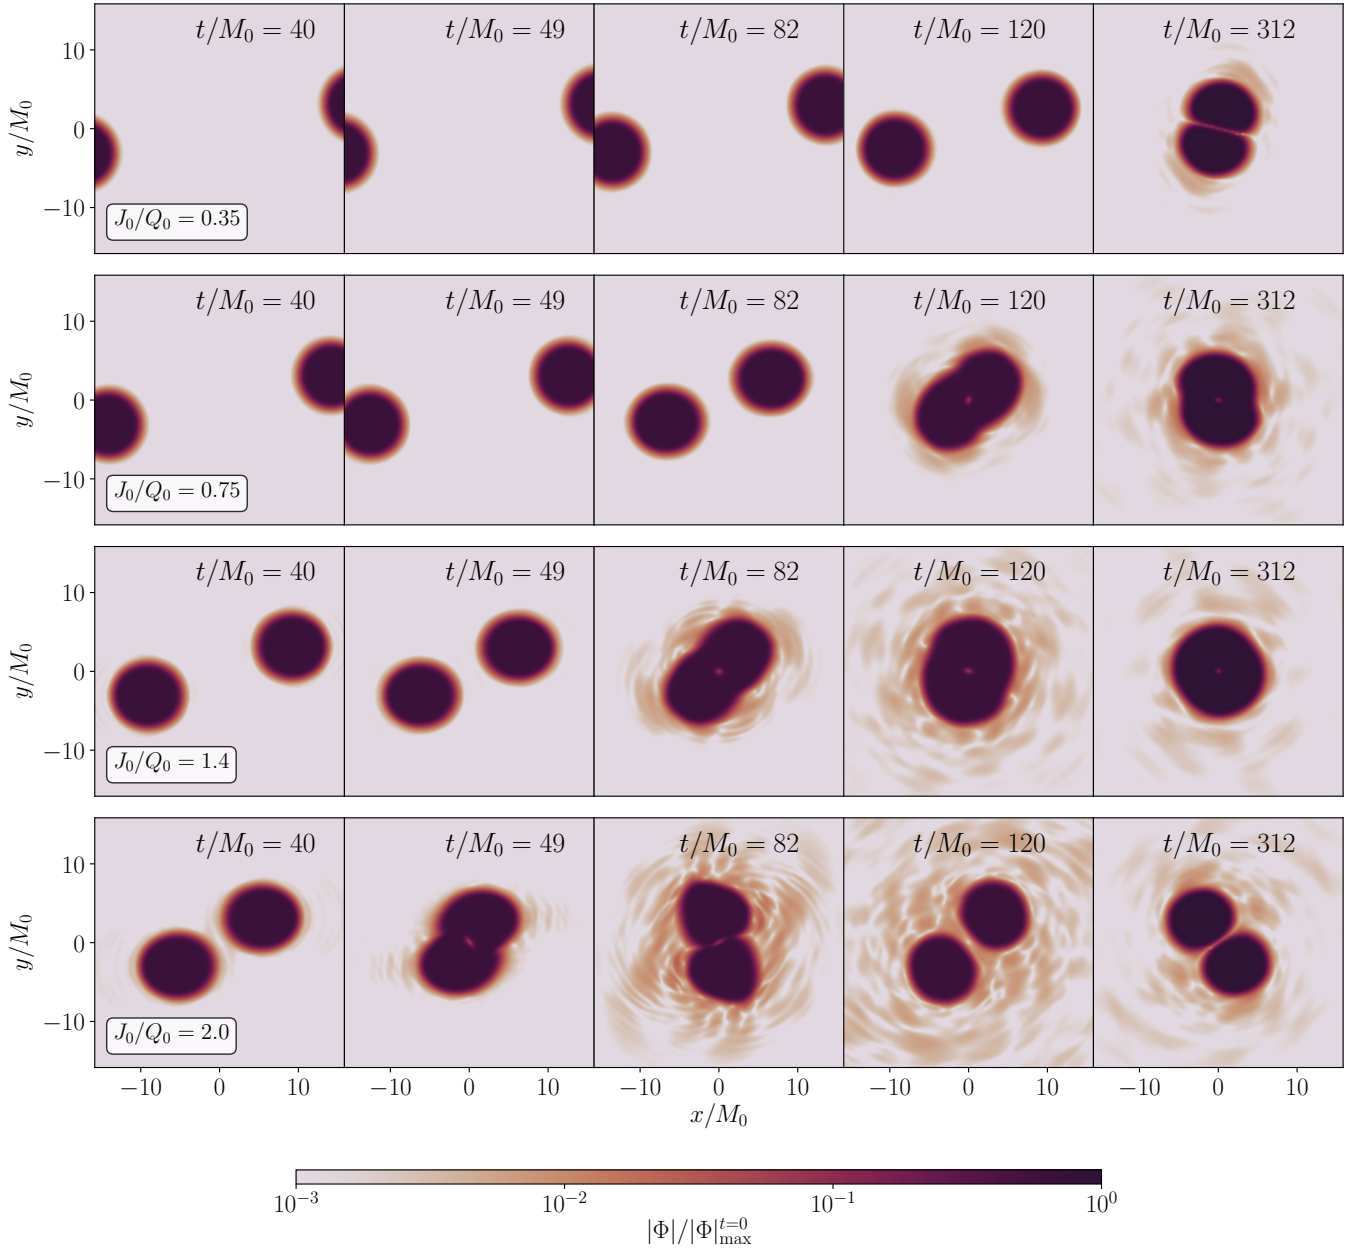 t/M₀ = 40 t/M₀ = 49 t/M₀ = 82 t/M₀ = 120 t/M₀ = 312
10
y/M₀
0
−10
J₀/Q₀ = 0.35
t/M₀ = 40 t/M₀ = 49 t/M₀ = 82 t/M₀ = 120 t/M₀ = 312
10
y/M₀
0
−10
J₀/Q₀ = 0.75
t/M₀ = 40 t/M₀ = 49 t/M₀ = 82 t/M₀ = 120 t/M₀ = 312
10
y/M₀
0
−10
J₀/Q₀ = 1.4
t/M₀ = 40 t/M₀ = 49 t/M₀ = 82 t/M₀ = 120 t/M₀ = 312
10
y/M₀
0
−10
J₀/Q₀ = 2.0
−10 0 10 −10 0 10 −10 0 10 −10 0 10 −10 0 10
x/M₀
10⁻³ 10⁻² 10⁻¹ 10⁰
|Φ|/|Φ|ₘₐₓᵗ⁼⁰